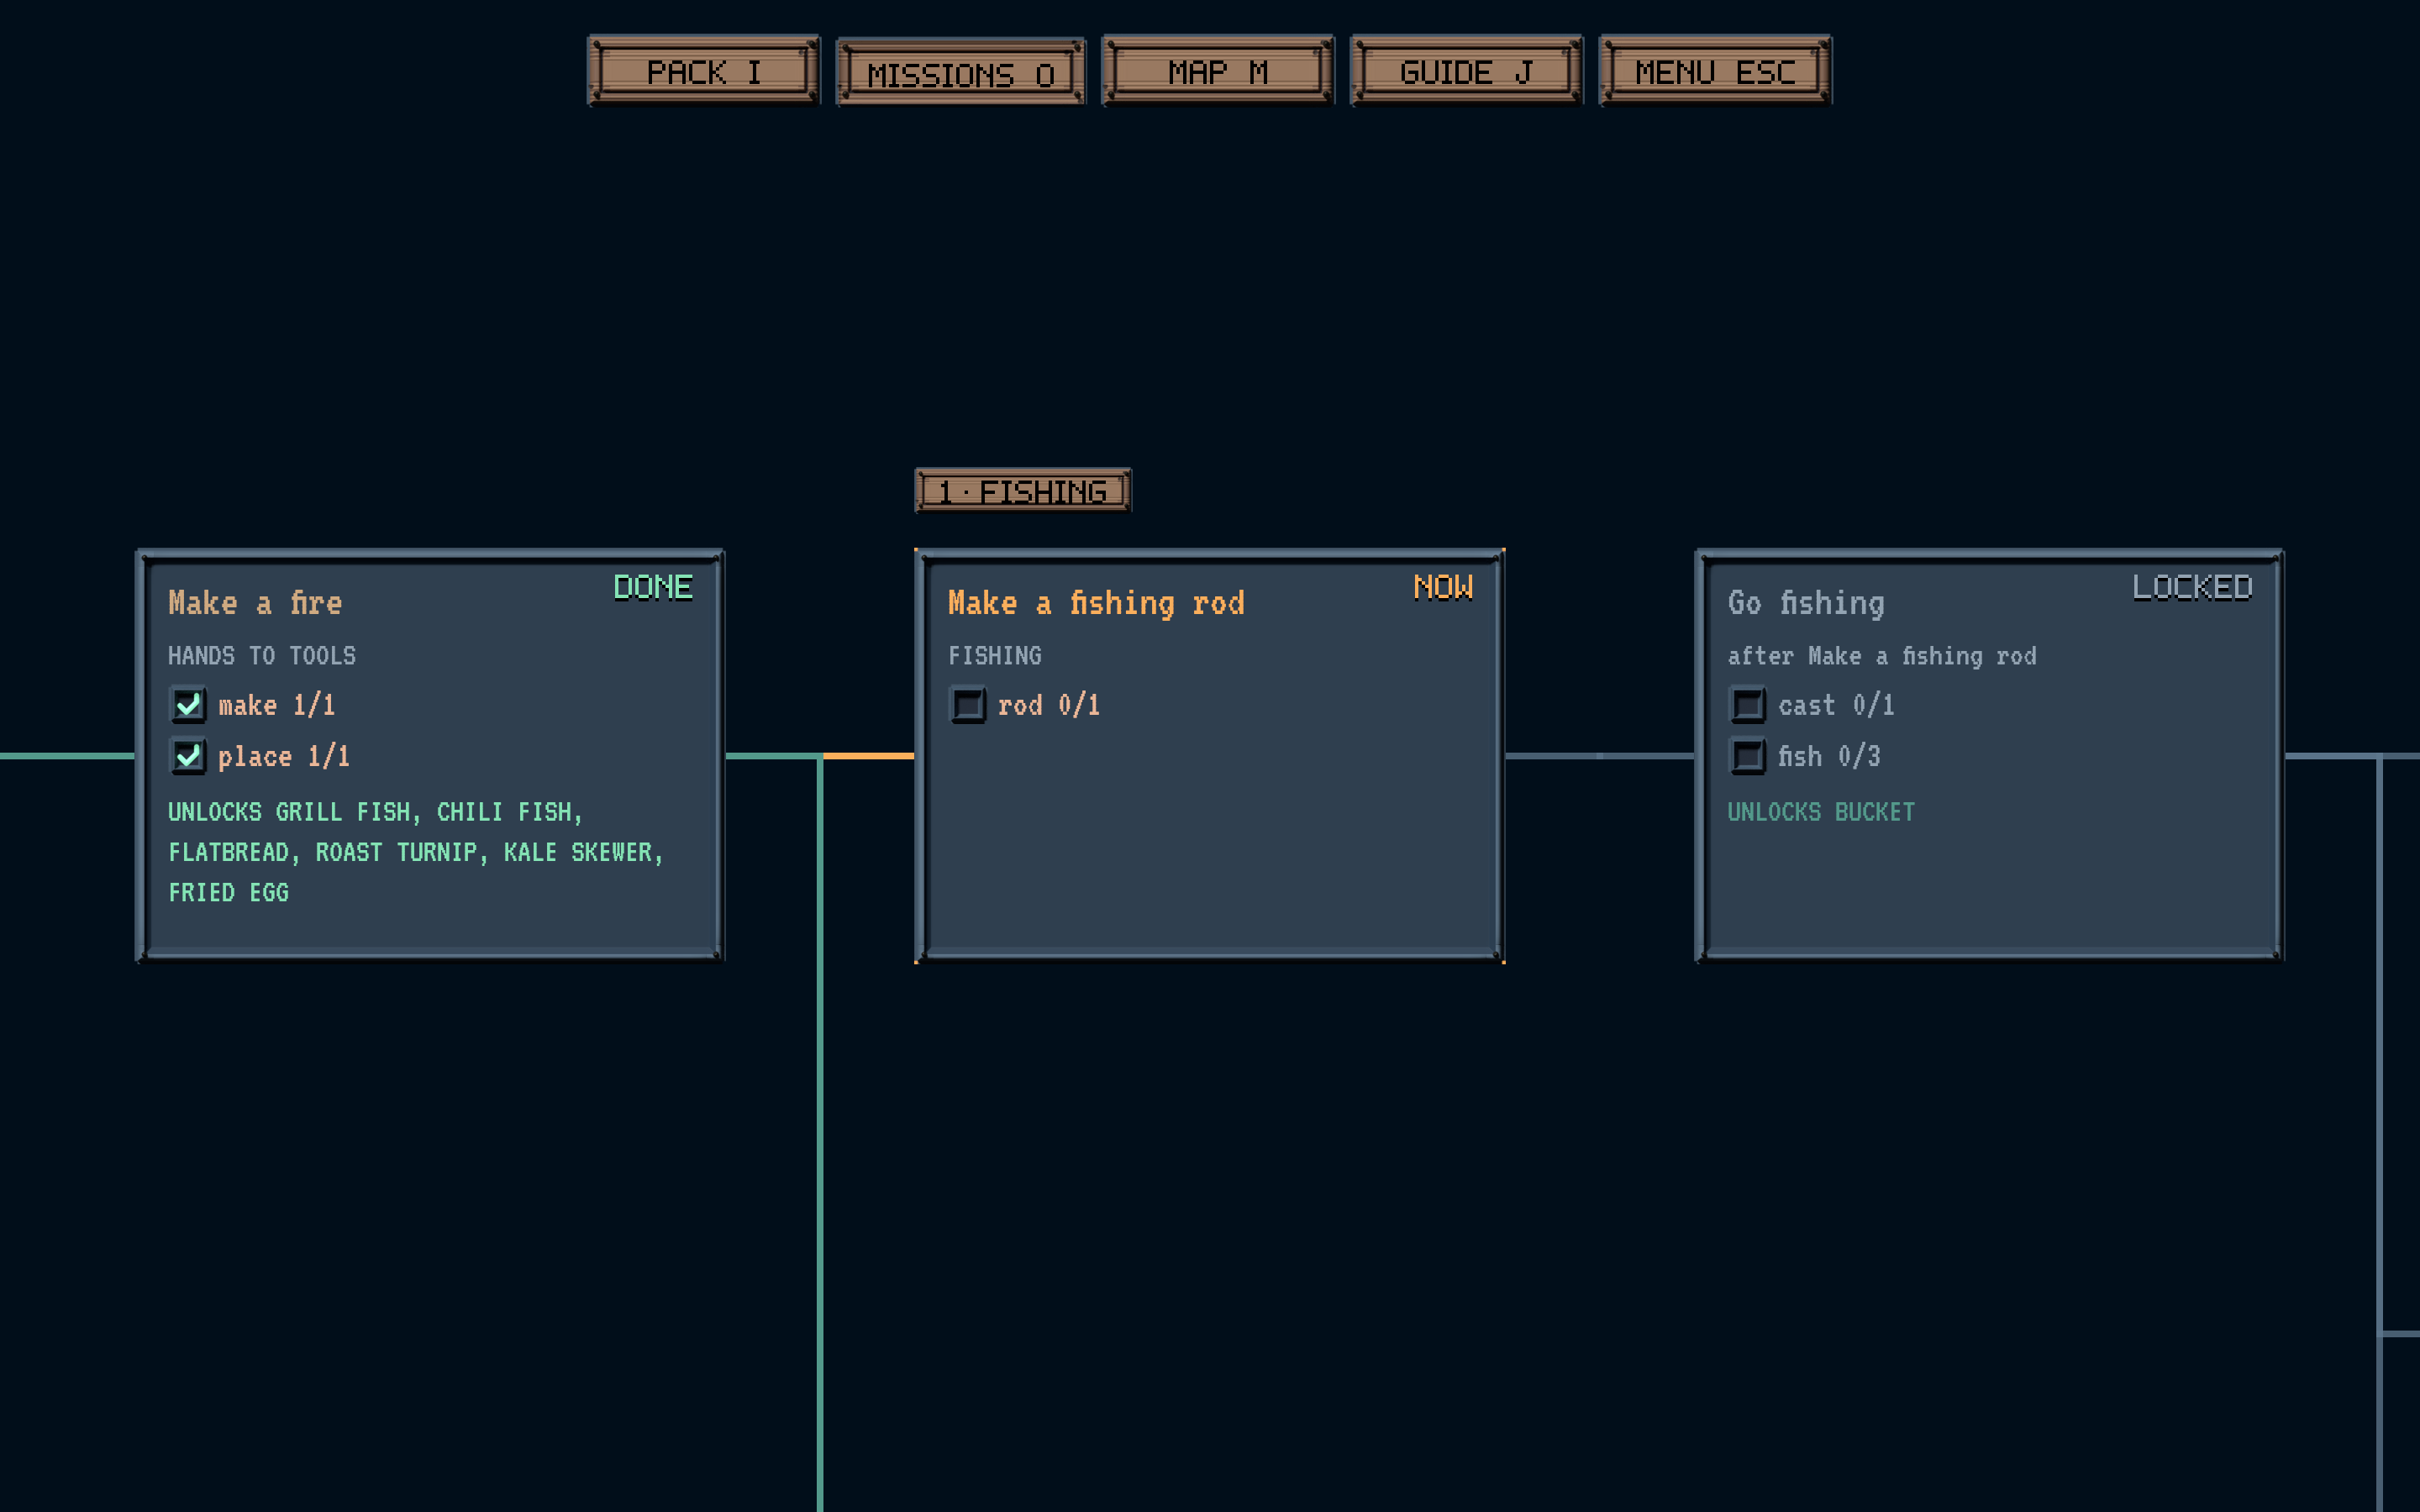 PACK I
MISSIONS O
MAP M
GUIDE J
MENU ESC
1 · FISHING
Make a fire
DONE
HANDS TO TOOLS
make 1/1
place 1/1
UNLOCKS GRILL FISH, CHILI FISH,
FLATBREAD, ROAST TURNIP, KALE SKEWER,
FRIED EGG
Make a fishing rod
NOW
FISHING
rod 0/1
Go fishing
LOCKED
after Make a fishing rod
cast 0/1
fish 0/3
UNLOCKS BUCKET